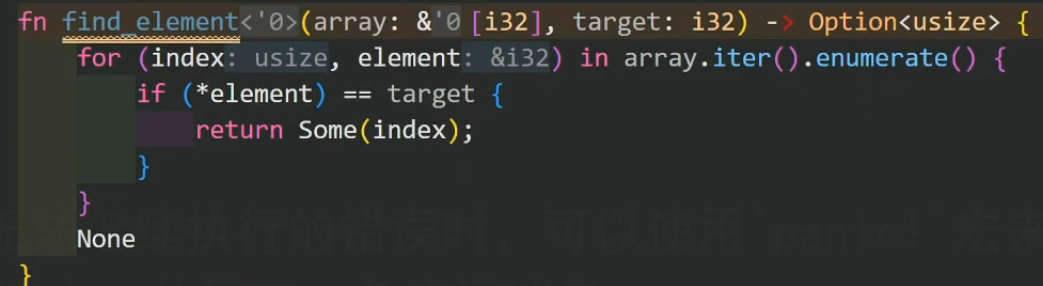 fn find_element<'0>(array: &'0 [i32], target: i32) -> Option<usize> {
for (index: usize, element: &i32) in array.iter().enumerate() {
if (*element) == target {
return Some(index);
}
}
续执行的错误时，可以使用`panic!`宏来
None
}